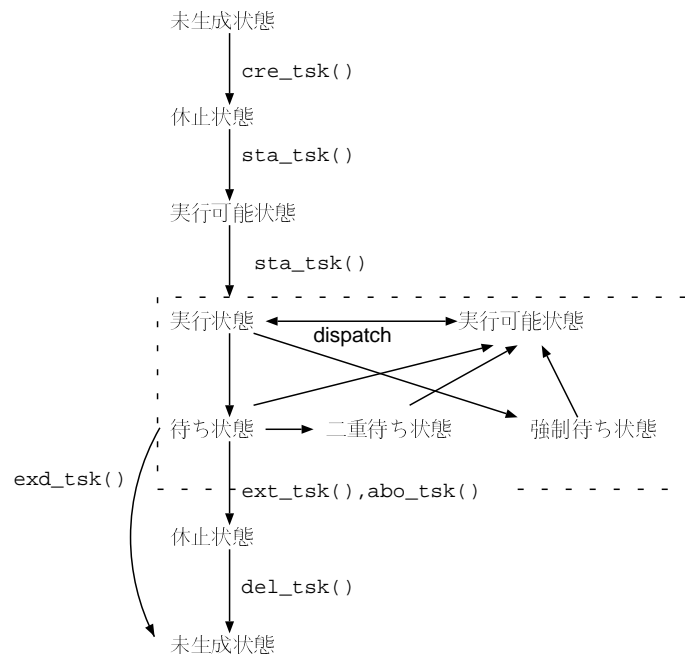 未生成状態
cre_tsk()
休止状態
sta_tsk()
実行可能状態
sta_tsk()
実行状態
dispatch
実行可能状態
待ち状態
二重待ち状態
強制待ち状態
exd_tsk()
ext_tsk(),abo_tsk()
休止状態
del_tsk()
未生成状態